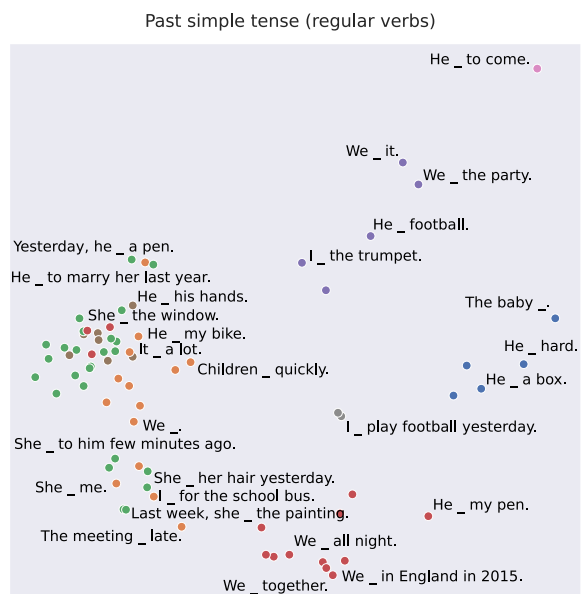 Past simple tense (regular verbs)
He _ to come.
We _ it.
We _ the party.
He _ football.
Yesterday, he _ a pen.
I _ the trumpet.
He _ to marry her last year.
He _ his hands.
The baby _.
She _ the window.
He _ my bike.
He _ hard.
It _ a lot.
Children _ quickly.
He _ a box.
We _.
I _ play football yesterday.
She _ to him few minutes ago.
She _ her hair yesterday.
She _ me.
I _ for the school bus.
He _ my pen.
Last week, she _ the painting.
The meeting _ late.
We _ all night.
We _ in England in 2015.
We _ together.